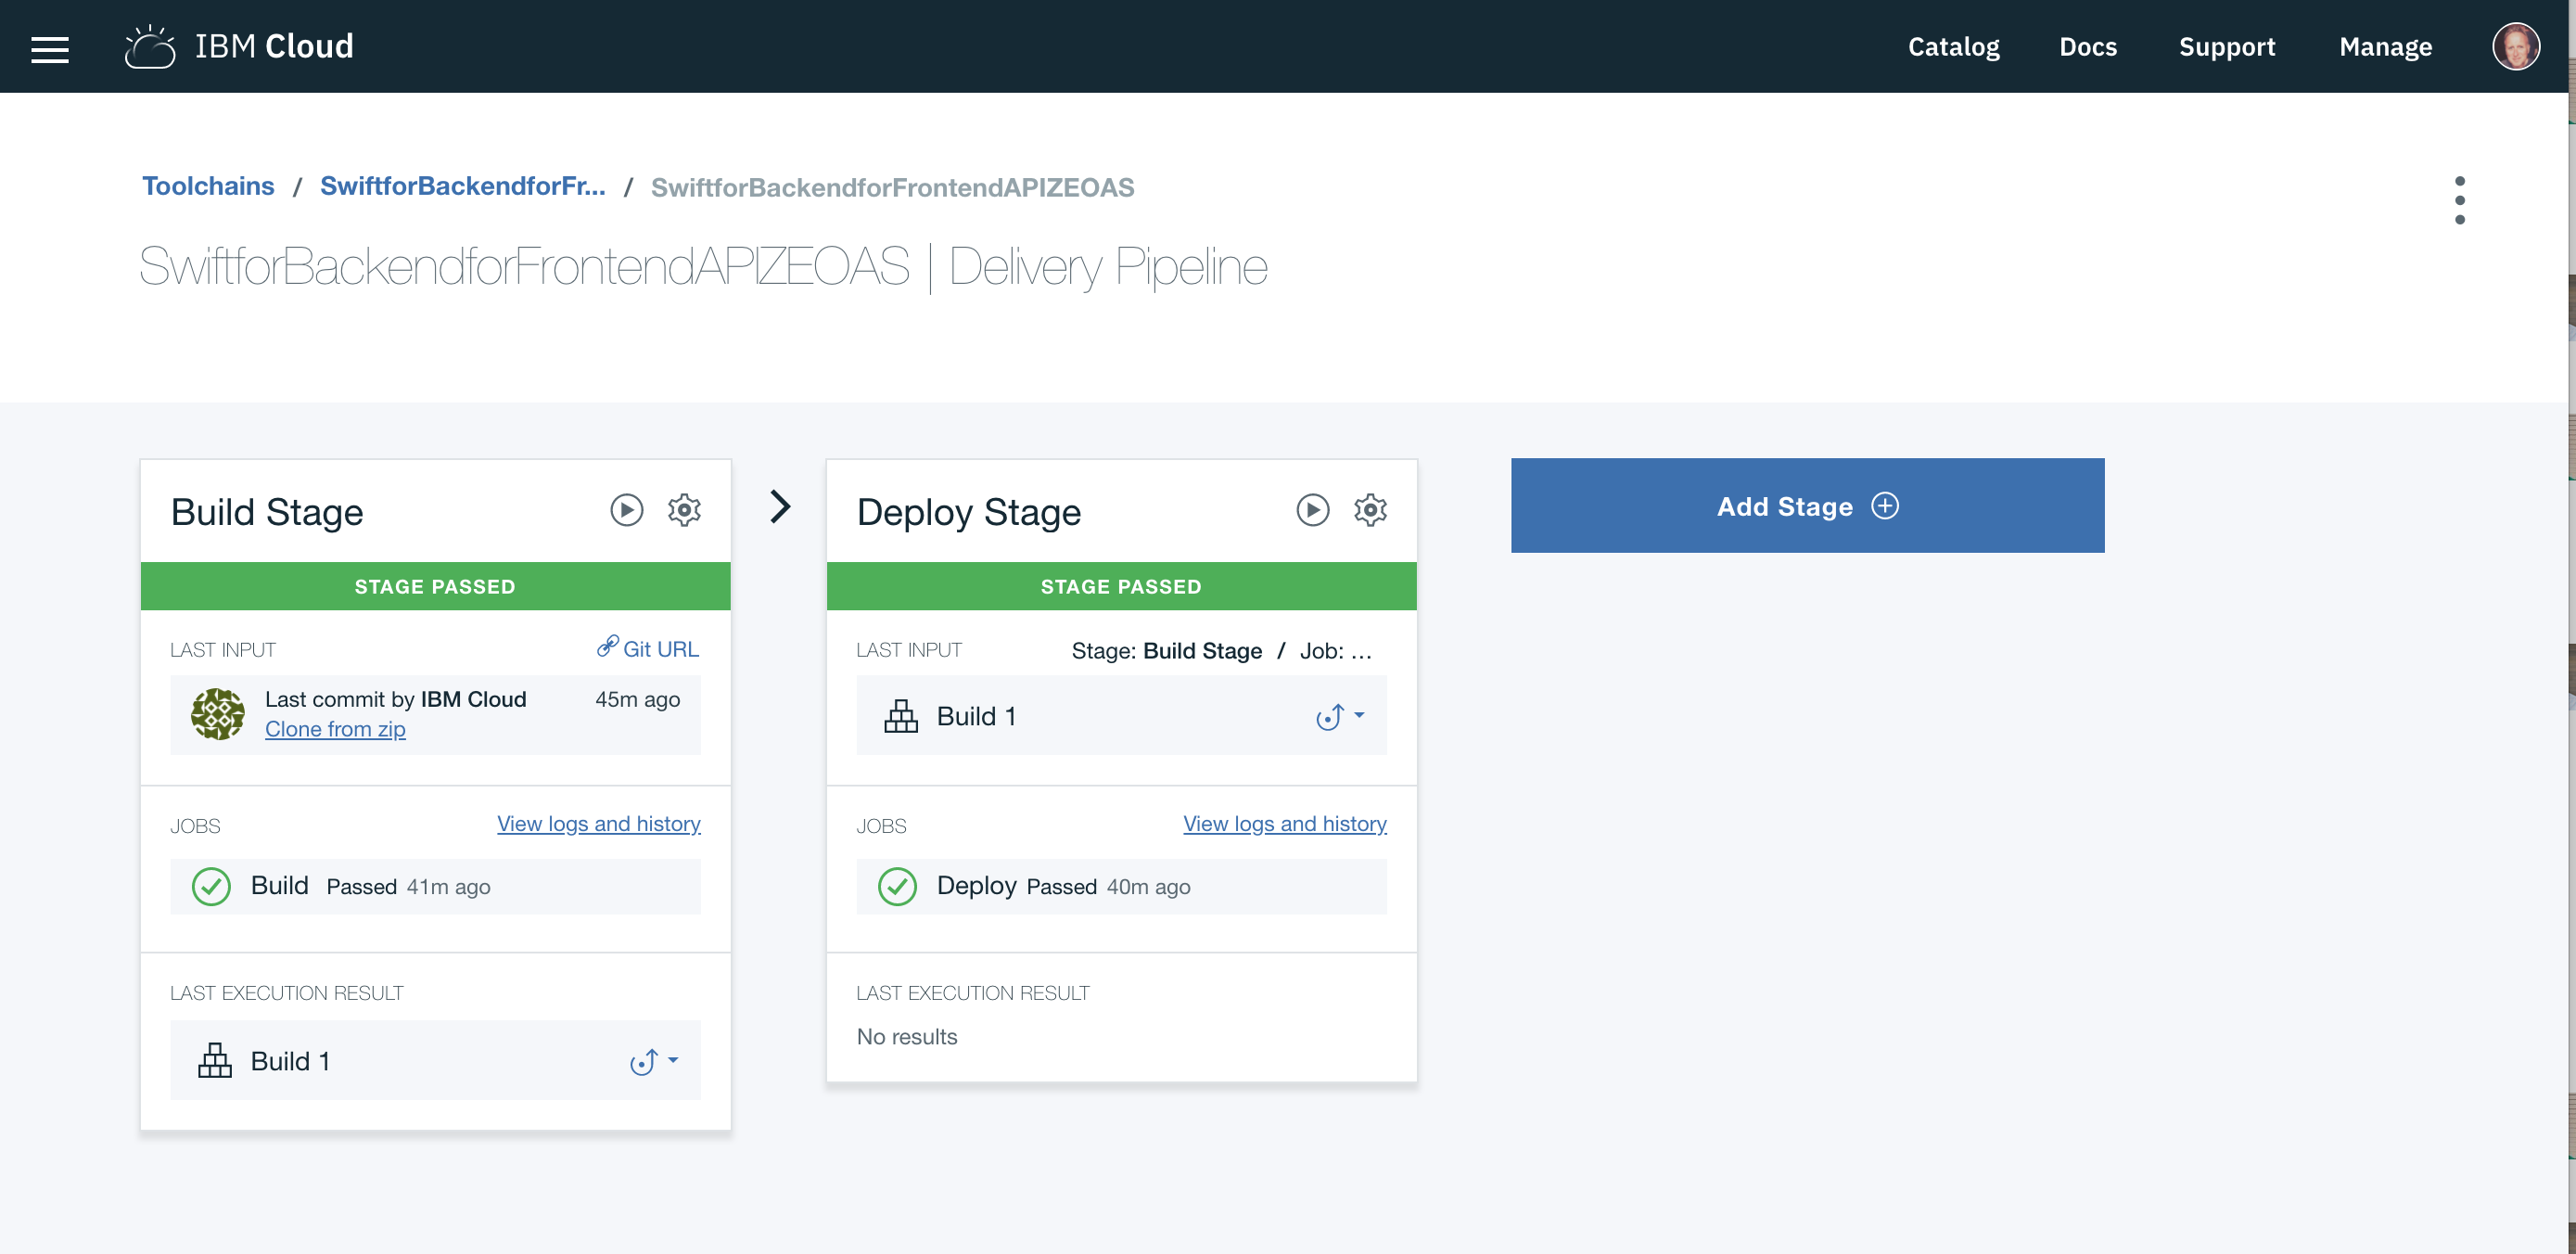 IBM Cloud
Catalog Docs Support Manage
Toolchains / SwiftforBackendforFr... / SwiftforBackendforFrontendAPIZEOAS
SwiftforBackendforFrontendAPIZEOAS | Delivery Pipeline
Build Stage
STAGE PASSED
LAST INPUT Git URL
Last commit by IBM Cloud 45m ago
Clone from zip
JOBS View logs and history
Build Passed 41m ago
LAST EXECUTION RESULT
Build 1
Deploy Stage
STAGE PASSED
LAST INPUT Stage: Build Stage / Job: ...
Build 1
JOBS View logs and history
Deploy Passed 40m ago
LAST EXECUTION RESULT
No results
Add Stage